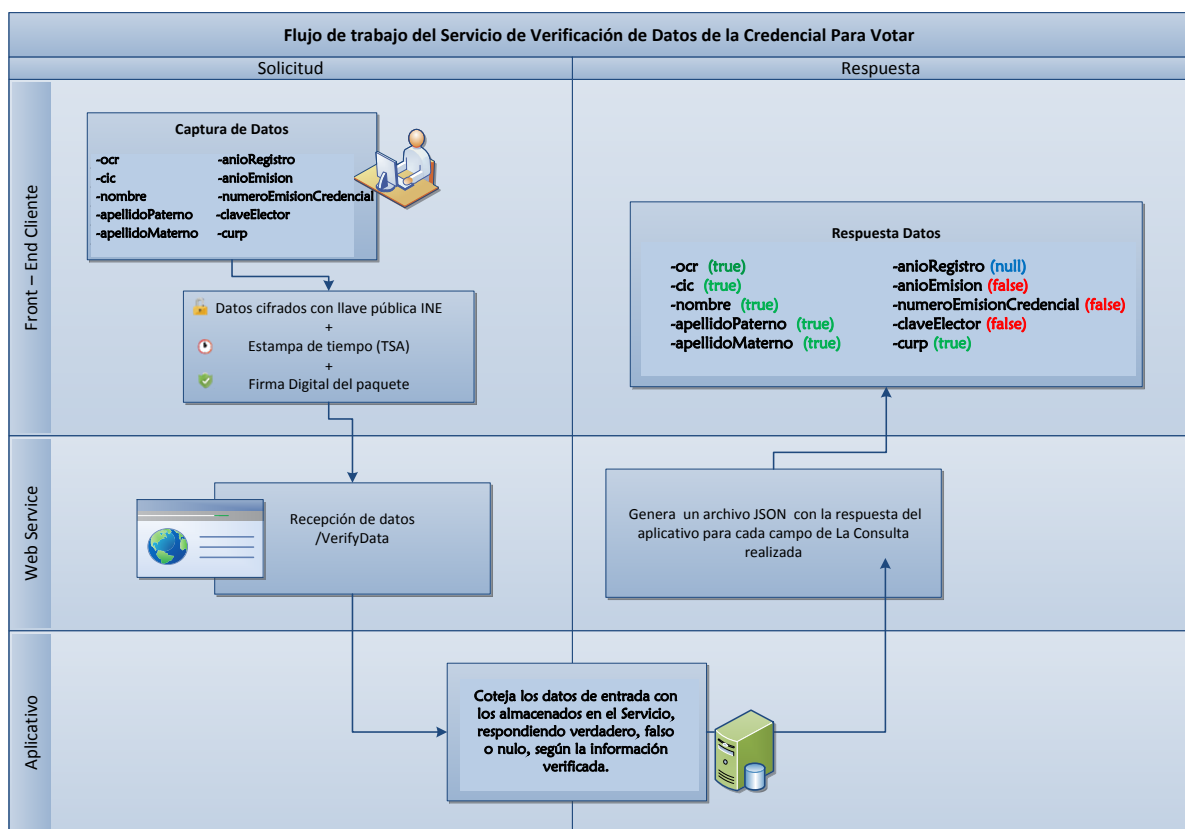 Flujo de trabajo del Servicio de Verificación de Datos de la Credencial Para Votar
Solicitud
Respuesta
Front – End Cliente
Captura de Datos
-ocr
-cic
-nombre
-apellidoPaterno
-apellidoMaterno
-anioRegistro
-anioEmision
-numeroEmisionCredencial
-claveElector
-curp
Datos cifrados con llave pública INE
+
Estampa de tiempo (TSA)
+
Firma Digital del paquete
Respuesta Datos
-ocr (true)
-cic (true)
-nombre (true)
-apellidoPaterno (true)
-apellidoMaterno (true)
-anioRegistro (null)
-anioEmision (false)
-numeroEmisionCredencial (false)
-claveElector (false)
-curp (true)
Web Service
Recepción de datos
/VerifyData
Genera un archivo JSON con la respuesta del
aplicativo para cada campo de La Consulta
realizada
Aplicativo
Coteja los datos de entrada con
los almacenados en el Servicio,
respondiendo verdadero, falso
o nulo, según la información
verificada.